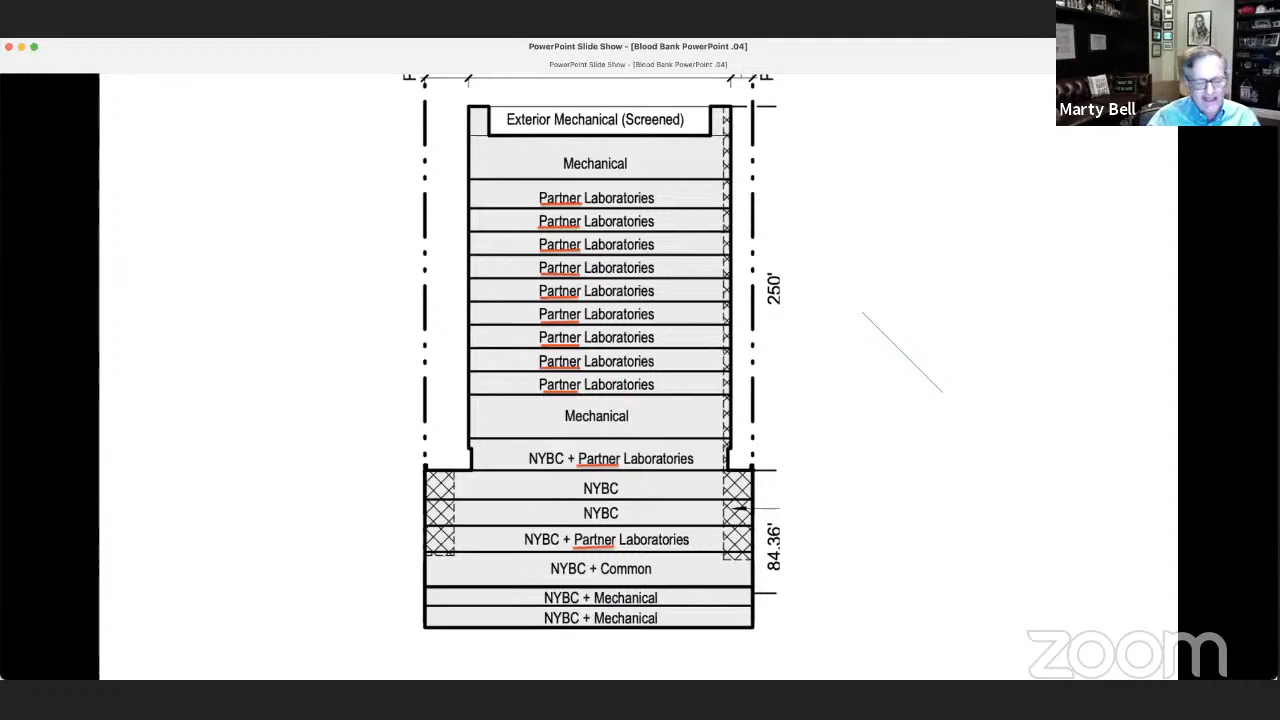 PowerPoint Slide Show - [Blood Bank PowerPoint .04]
PowerPoint Slide Show - [Blood Bank PowerPoint .04]
Marty Bell
Exterior Mechanical (Screened)
Mechanical
Partner Laboratories
Partner Laboratories
Partner Laboratories
Partner Laboratories
Partner Laboratories
Partner Laboratories
Partner Laboratories
Partner Laboratories
Partner Laboratories
Mechanical
NYBC + Partner Laboratories
NYBC
NYBC
NYBC + Partner Laboratories
NYBC + Common
NYBC + Mechanical
NYBC + Mechanical
250'
84.36'
zoom